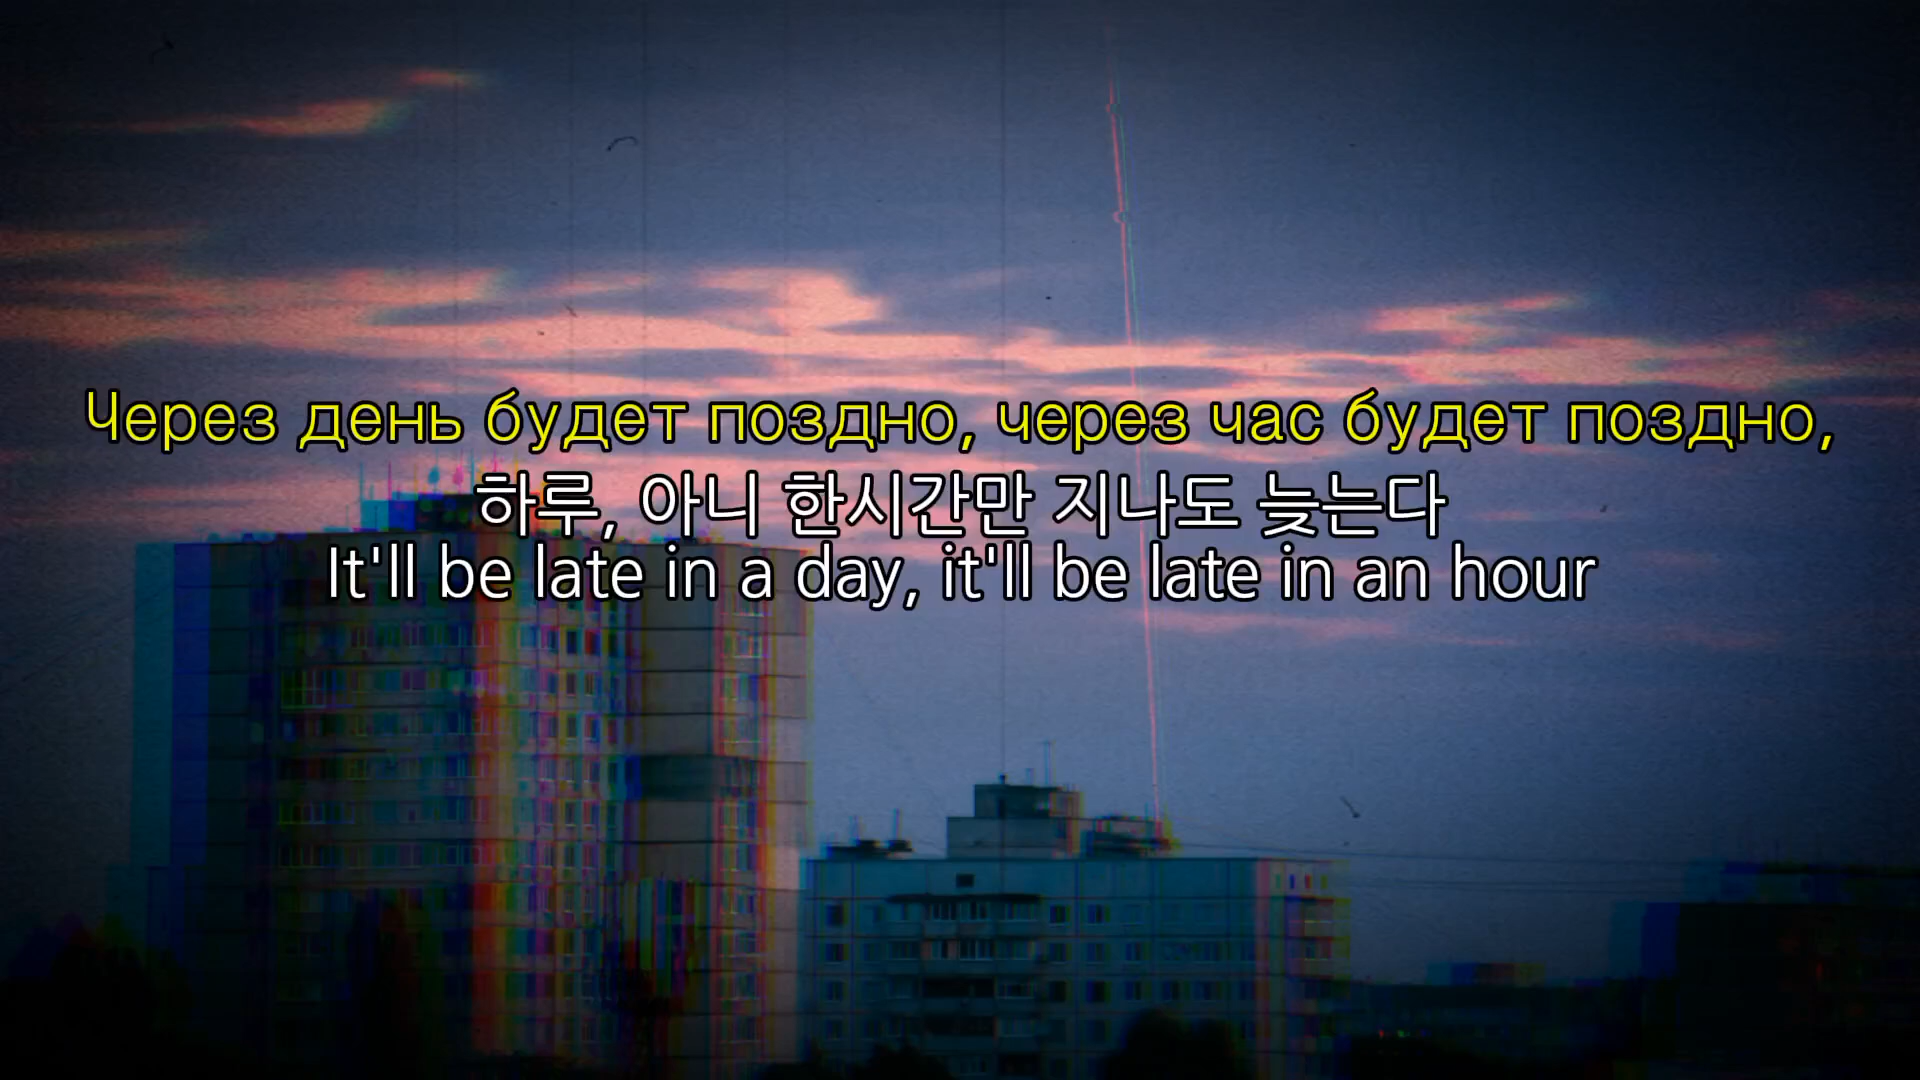 Через день будет поздно, через час будет поздно,
하루, 아니 한시간만 지나도 늦는다
It'll be late in a day, it'll be late in an hour